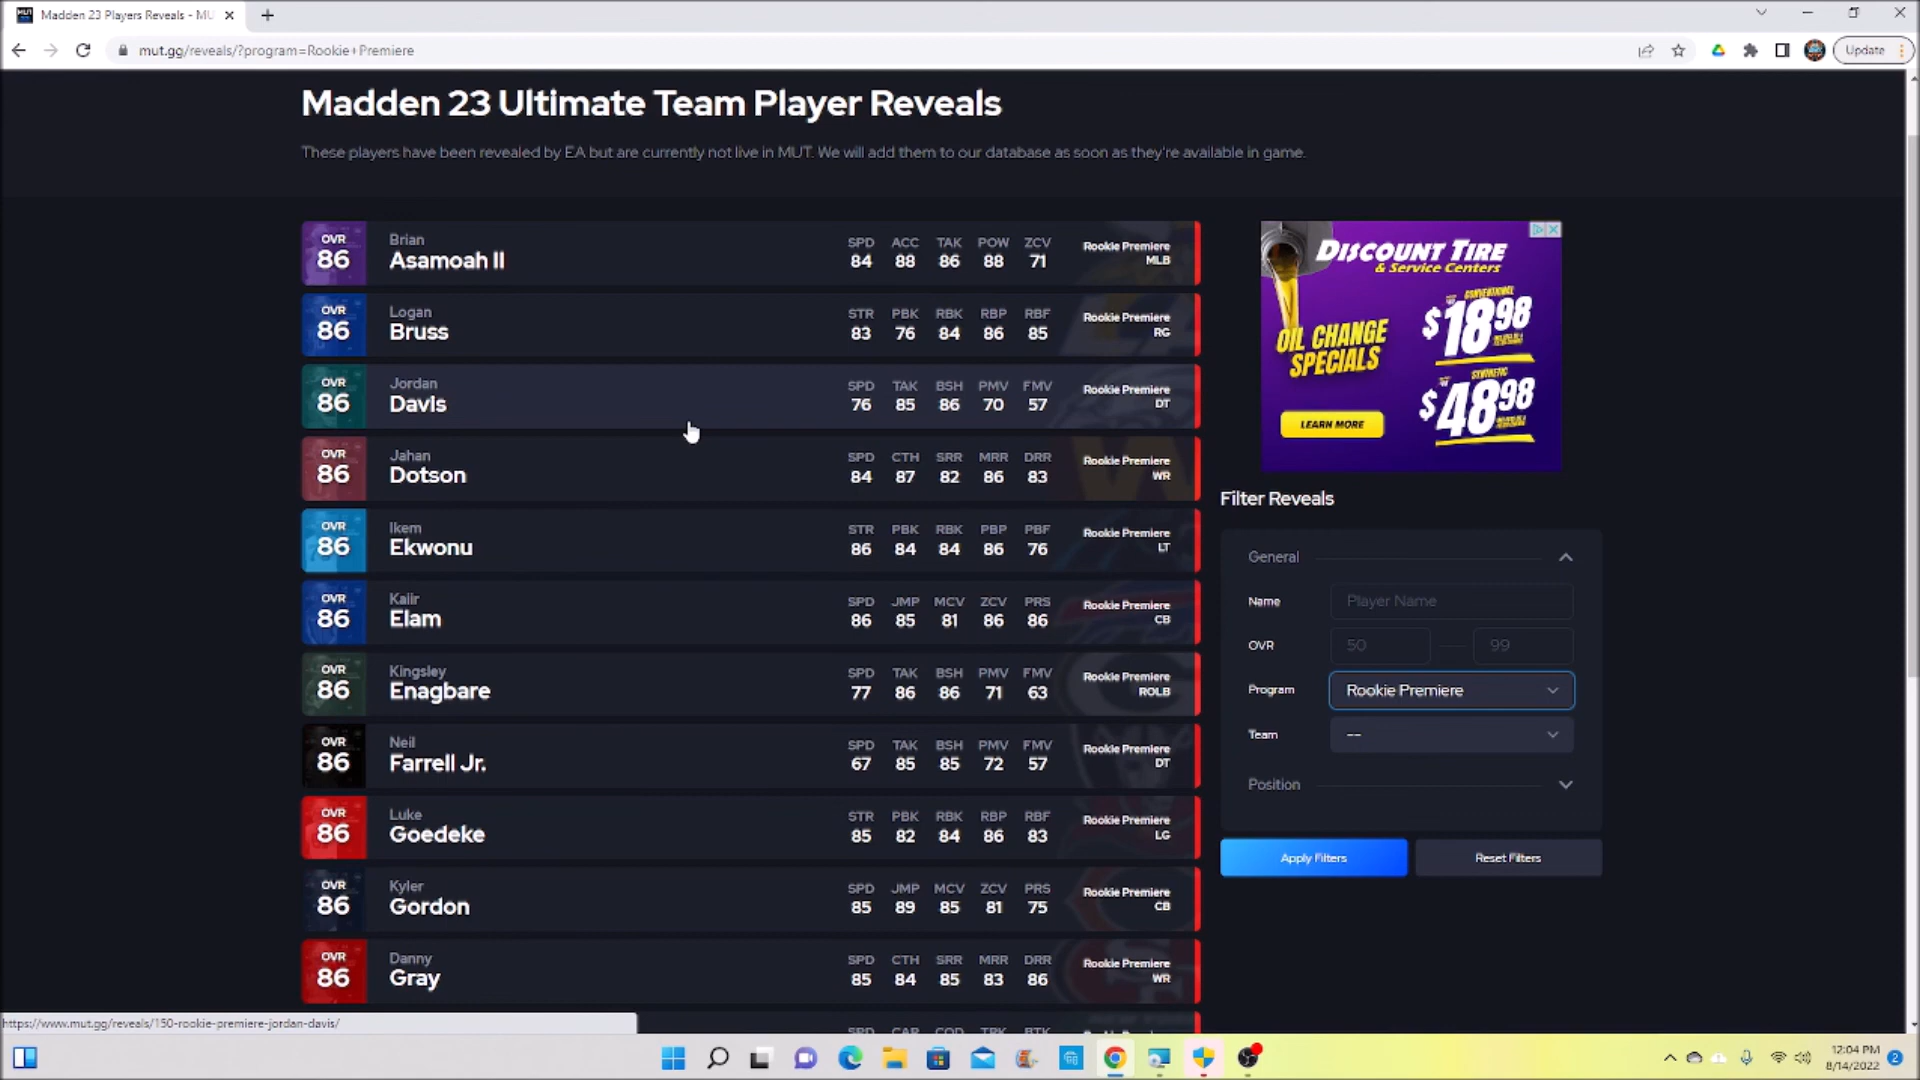 Madden 23 Players Reveals - MU
mut.gg/reveals/?program=Rookie+Premiere
Update
Madden 23 Ultimate Team Player Reveals
These players have been revealed by EA but are currently not live in MUT. We will add them to our database as soon as they're available in game.
OVR 86 Brian Asamoah II SPD ACC TAK POW ZCV Rookie Premiere
84 88 86 88 71 MLB
OVR 86 Logan Bruss STR PBK RBK RBP RBF Rookie Premiere
83 76 84 86 85 RG
OVR 86 Jordan Davis SPD TAK BSH PMV FMV Rookie Premiere
76 85 86 70 57 DT
OVR 86 Jahan Dotson SPD CTH SRR MRR DRR Rookie Premiere
84 87 82 86 83 WR
OVR 86 Ikem Ekwonu STR PBK RBK PBP PBF Rookie Premiere
86 84 84 86 76 LT
OVR 86 Kaiir Elam SPD JMP MCV ZCV PRS Rookie Premiere
86 85 81 86 86 CB
OVR 86 Kingsley Enagbare SPD TAK BSH PMV FMV Rookie Premiere
77 86 86 71 63 ROLB
OVR 86 Neil Farrell Jr. SPD TAK BSH PMV FMV Rookie Premiere
67 85 85 72 57 DT
OVR 86 Luke Goedeke STR PBK RBK RBP RBF Rookie Premiere
85 82 84 86 83 LG
OVR 86 Kyler Gordon SPD JMP MCV ZCV PRS Rookie Premiere
85 89 85 81 75 CB
OVR 86 Danny Gray SPD CTH SRR MRR DRR Rookie Premiere
85 84 85 83 86 WR
SPD CAR COD TRK BTK
DISCOUNT TIRE
& Service Centers
OIL CHANGE SPECIALS
CONVENTIONAL
$18.98
SYNTHETIC
$48.98
LEARN MORE
Filter Reveals
General
Name Player Name
OVR 50 99
Program Rookie Premiere
Team --
Position
Apply Filters Reset Filters
https://www.mut.gg/reveals/150-rookie-premiere-jordan-davis/
12:04 PM
8/14/2022
2